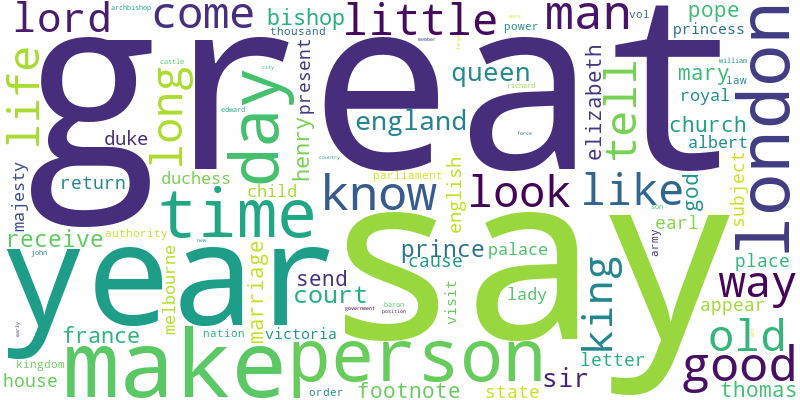 archbishop
lord
come
little
man
vol
power
pope
princess
bishop
thousand
great
life
castle
long
day
present
city
queen
richard
elizabeth
tell
mary
william
law
royal
london
edward
england
henry
church
albert
duke
force
country
majesty
return
duchess
child
parliament
know
english
look
like
god
subject
time
son
earl
receive
authority
new
year
say
prince
cause
palace
army
place
john
melbourne
marriage
send
court
lady
visit
king
way
appear
baron
government
position
early
france
nation
victoria
old
kingdom
house
make
person
order
footnote
state
sir
letter
good
thomas